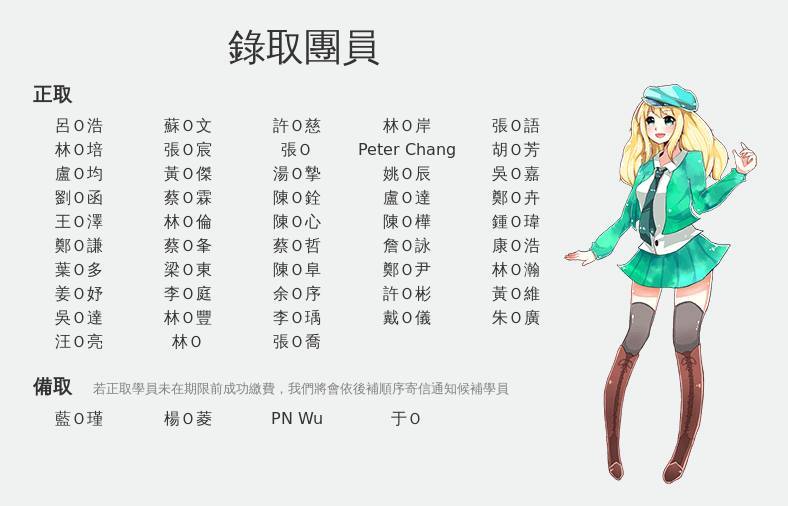 錄取團員
正取
呂O浩 蘇O文 許O慈 林O岸 張O語
林O培 張O宸 張O Peter Chang 胡O芳
盧O均 黃O傑 湯O摯 姚O辰 吳O嘉
劉O函 蔡O霖 陳O銓 盧O達 鄭O卉
王O澤 林O倫 陳O心 陳O樺 鍾O瑋
鄭O謙 蔡O夆 蔡O哲 詹O詠 康O浩
葉O多 梁O東 陳O阜 鄭O尹 林O瀚
姜O妤 李O庭 余O序 許O彬 黃O維
吳O達 林O豐 李O瑀 戴O儀 朱O廣
汪O亮 林O 張O喬
備取 若正取學員未在期限前成功繳費，我們將會依後補順序寄信通知候補學員
藍O瑾 楊O菱 PN Wu 于O